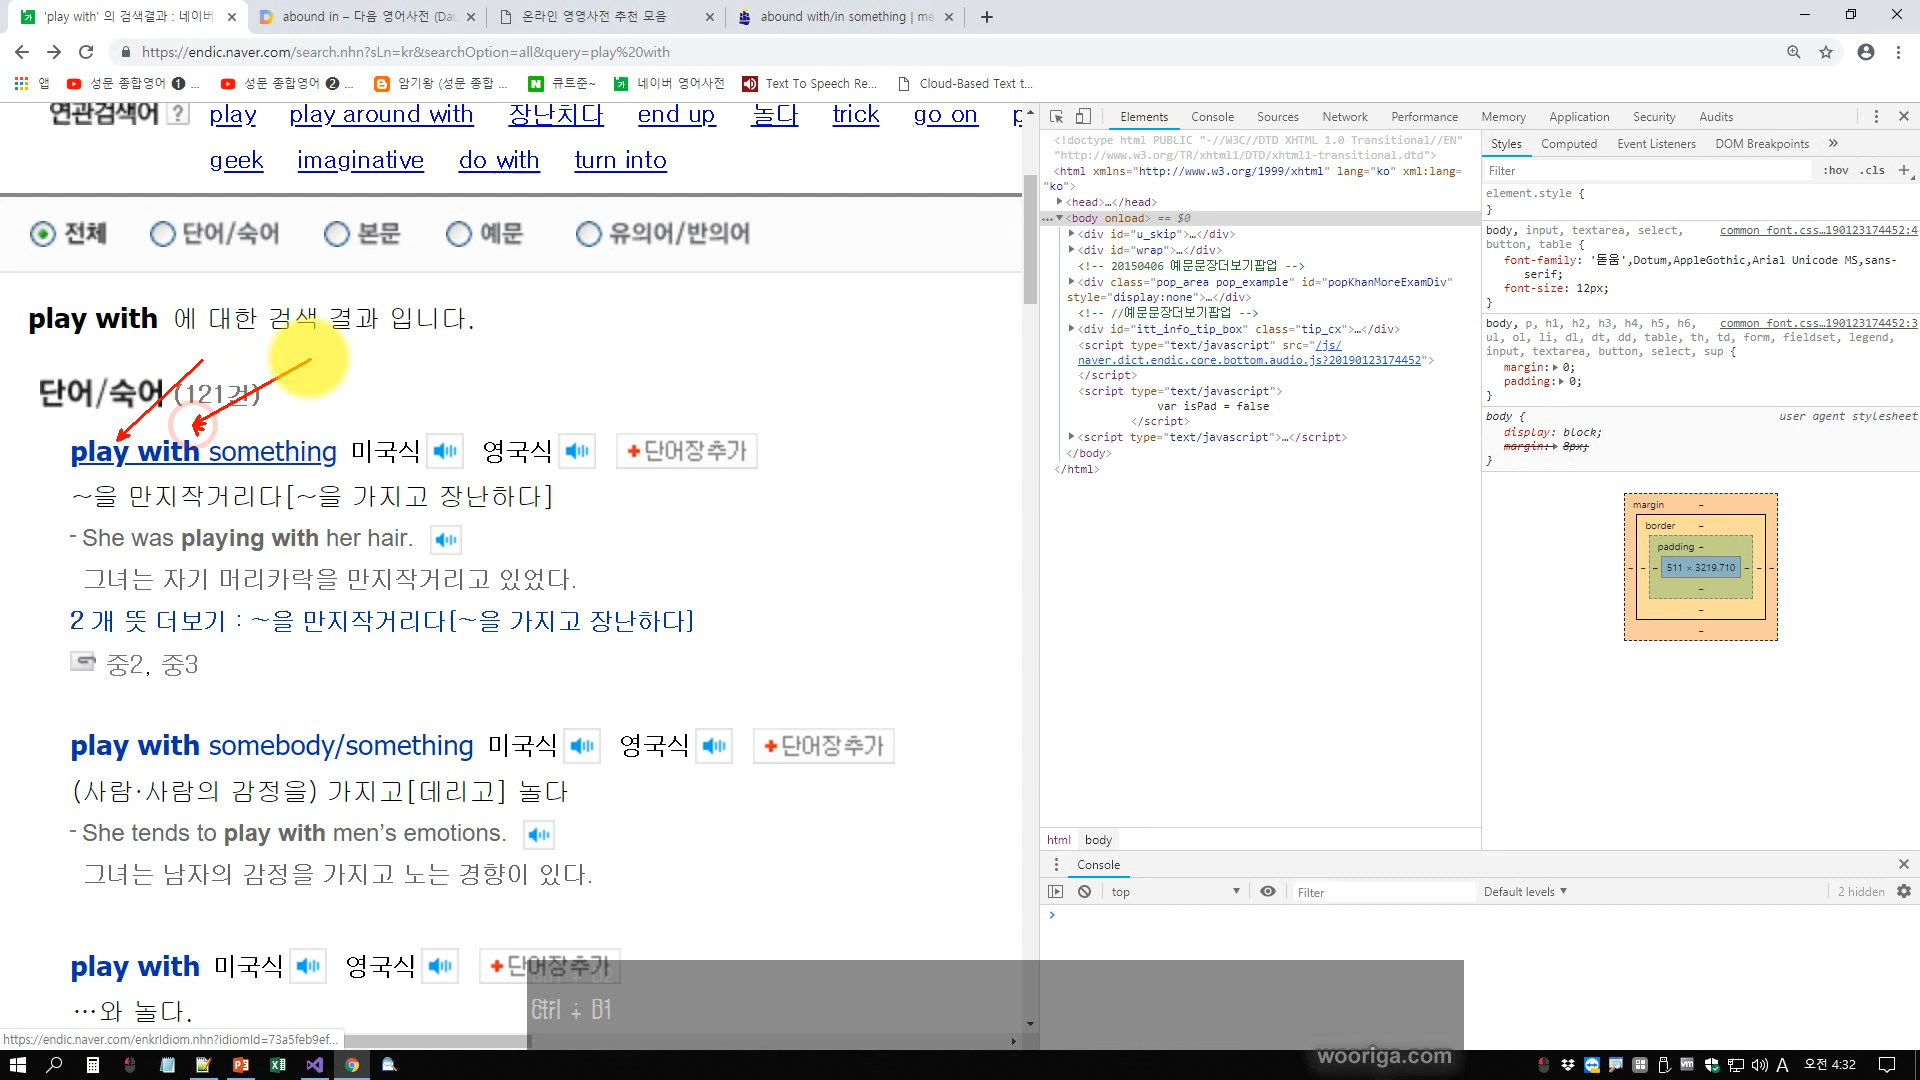 'play with' 의 검색결과 : 네이버
abound in – 다음 영어사전 (Dau
온라인 영영사전 추천 모음
abound with/in something | me
https://endic.naver.com/search.nhn?sLn=kr&searchOption=all&query=play%20with
앱
성문 종합영어 1 ...
성문 종합영어 2 ...
암기왕 (성문 종합 ...
큐트준~
네이버 영어사전
Text To Speech Re...
Cloud-Based Text t...
연관검색어 ?
play play around with 장난치다 end up 놀다 trick go on p
geek imaginative do with turn into
전체 단어/숙어 본문 예문 유의어/반의어
play with 에 대한 검색 결과 입니다.
단어/숙어 (121건)
play with something 미국식 영국식 +단어장추가
~을 만지작거리다[~을 가지고 장난하다]
- She was playing with her hair.
그녀는 자기 머리카락을 만지작거리고 있었다.
2개 뜻 더보기 : ~을 만지작거리다[~을 가지고 장난하다]
중2, 중3
play with somebody/something 미국식 영국식 +단어장추가
(사람·사람의 감정을) 가지고[데리고] 놀다
- She tends to play with men's emotions.
그녀는 남자의 감정을 가지고 노는 경향이 있다.
play with 미국식 영국식 +단어장추가
…와 놀다.
Ctrl +
https://endic.naver.com/enkrIdiom.nhn?idiomId=73a5feb9ef...
Elements Console Sources Network Performance Memory Application Security Audits
<!doctype html PUBLIC "-//W3C//DTD XHTML 1.0 Transitional//EN"
"http://www.w3.org/TR/xhtml1/DTD/xhtml1-transitional.dtd">
<html xmlns="http://www.w3.org/1999/xhtml" lang="ko" xml:lang=
"ko">
<head>…</head>
<body onload> == $0
<div id="u_skip">…</div>
<div id="wrap">…</div>
<!-- 20150406 예문문장더보기팝업 -->
<div class="pop_area pop_example" id="popKhanMoreExamDiv"
style="display:none">…</div>
<!-- //예문문장더보기팝업 -->
<div id="itt_info_tip_box" class="tip_cx">…</div>
<script type="text/javascript" src="/js/
naver.dict.endic.core.bottom.audio.js?20190123174452">
</script>
<script type="text/javascript">
var isPad = false
</script>
<script type="text/javascript">…</script>
</body>
</html>
html body
Styles Computed Event Listeners DOM Breakpoints »
Filter :hov .cls +
element.style {
}
body, input, textarea, select, common_font.css…190123174452:4
button, table {
font-family: '돋움',Dotum,AppleGothic,Arial Unicode MS,sans-
serif;
font-size: 12px;
}
body, p, h1, h2, h3, h4, h5, h6, common_font.css…190123174452:3
ul, ol, li, dl, dt, dd, table, th, td, form, fieldset, legend,
input, textarea, button, select, sup {
margin: 0;
padding: 0;
}
body { user agent stylesheet
display: block;
margin: 8px;
}
margin –
border –
padding –
511 × 3219.710
–
–
–
Console
top Filter Default levels 2 hidden
wooriga.com
A 오전 4:32